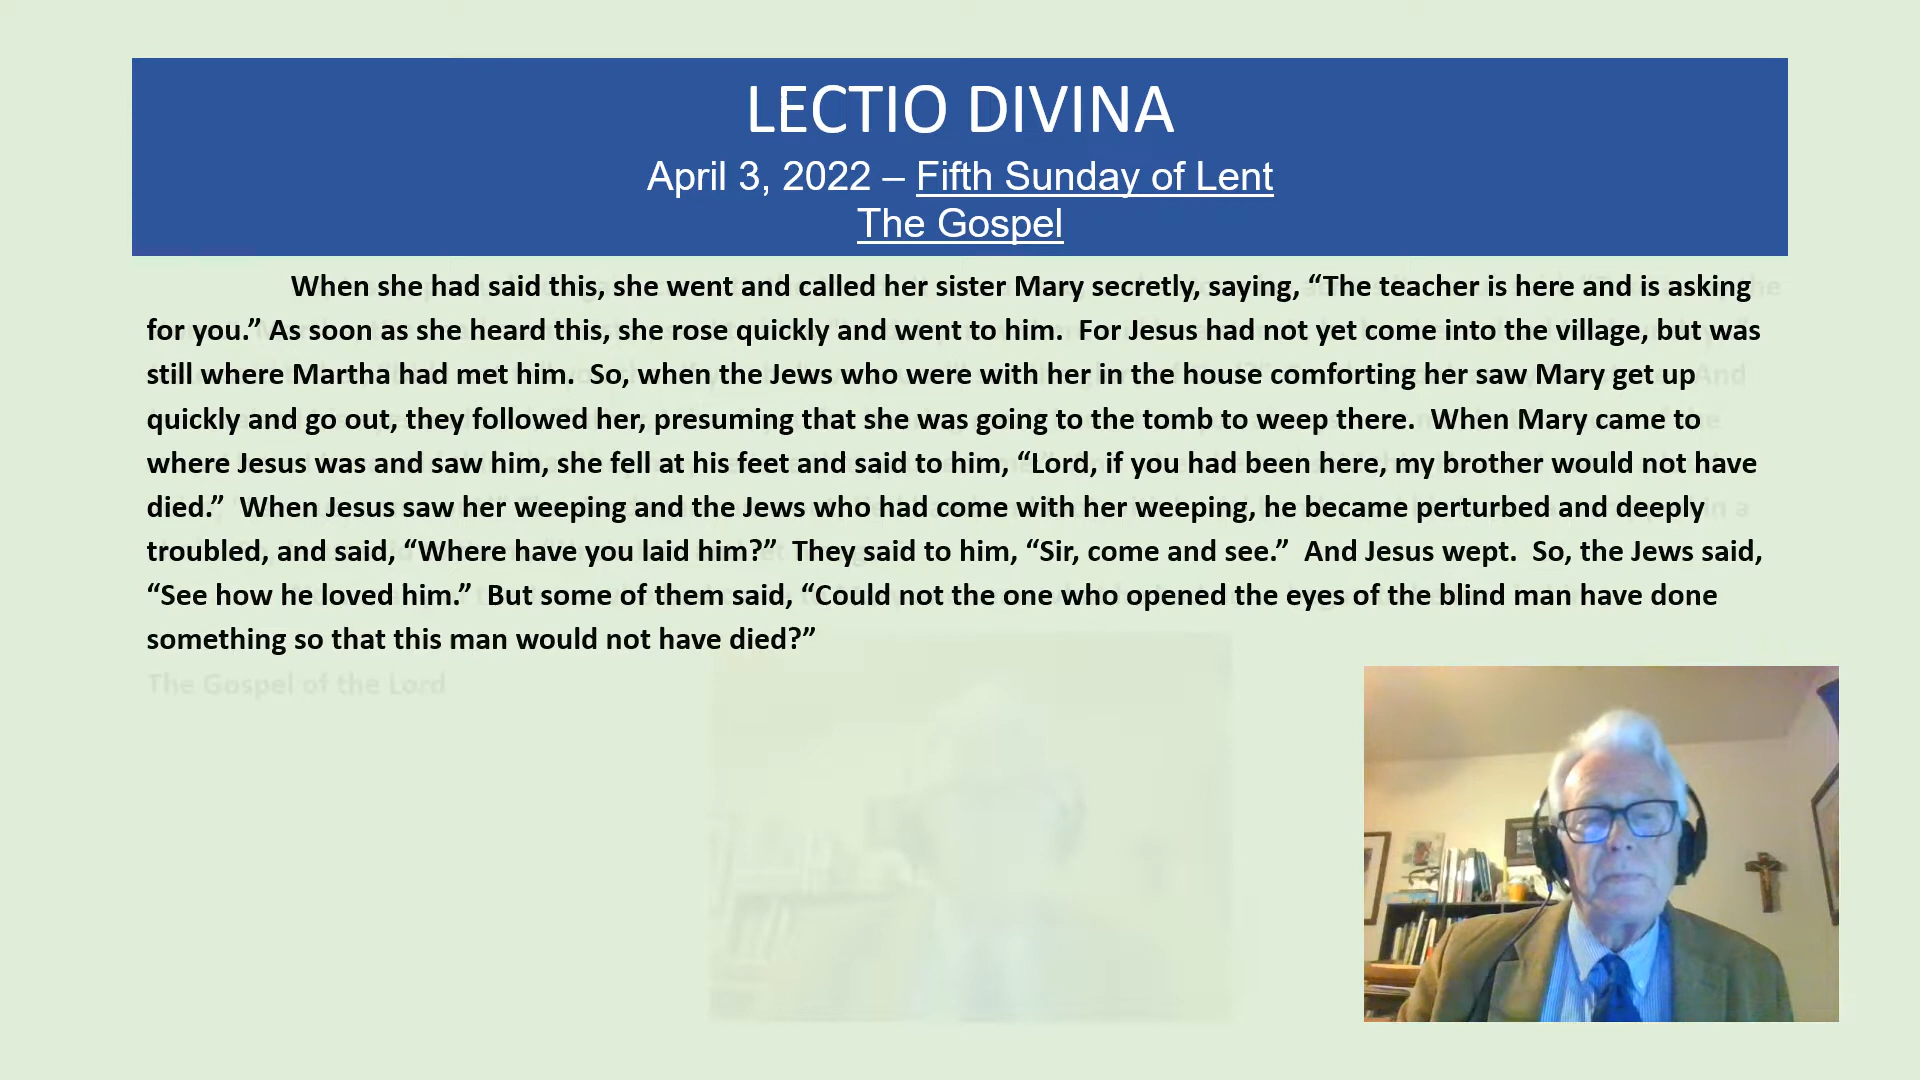 LECTIO DIVINA
April 3, 2022 – Fifth Sunday of Lent
The Gospel
When she had said this, she went and called her sister Mary secretly, saying, “The teacher is here and is asking
for you.” As soon as she heard this, she rose quickly and went to him.  For Jesus had not yet come into the village, but was
still where Martha had met him.  So, when the Jews who were with her in the house comforting her saw Mary get up
quickly and go out, they followed her, presuming that she was going to the tomb to weep there.  When Mary came to
where Jesus was and saw him, she fell at his feet and said to him, “Lord, if you had been here, my brother would not have
died.”  When Jesus saw her weeping and the Jews who had come with her weeping, he became perturbed and deeply
troubled, and said, “Where have you laid him?”  They said to him, “Sir, come and see.”  And Jesus wept.  So, the Jews said,
“See how he loved him.”  But some of them said, “Could not the one who opened the eyes of the blind man have done
something so that this man would not have died?”
The Gospel of the Lord